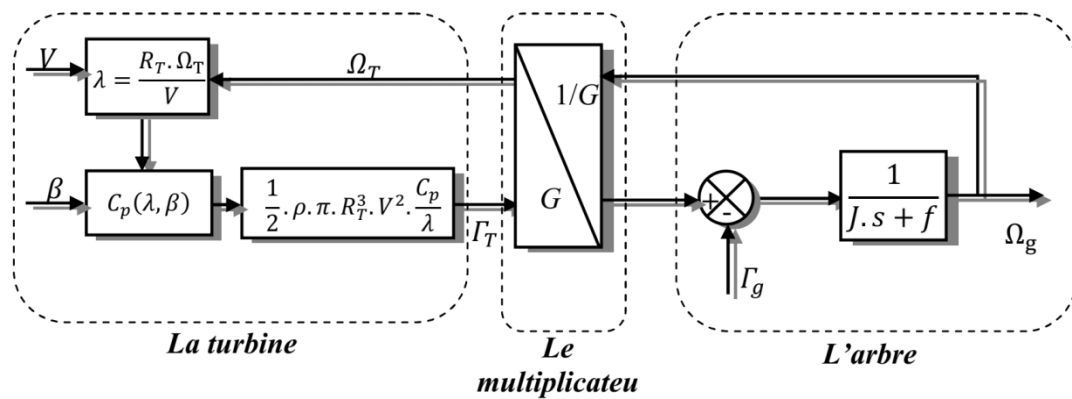 V
λ = R_T . Ω_T / V
Ω_T
1/G
β
C_p(λ, β)
1/2 . ρ. π. R_T^3. V^2. C_p/λ
Γ_T
G
+
-
1 / J. s + f
Ω_g
Γ_g
La turbine
Le
multiplicateu
L'arbre